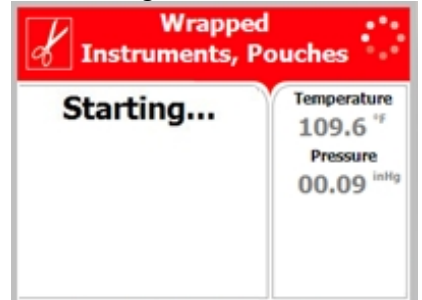 Wrapped
Instruments, Pouches
Starting...
Temperature
109.6 °F
Pressure
00.09 inHg